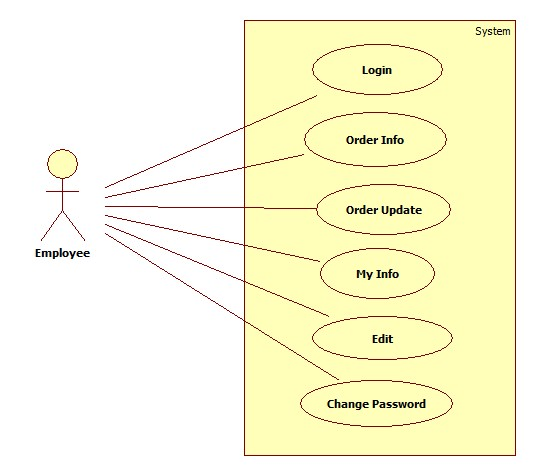 System
Login
Order Info
Order Update
Employee
My Info
Edit
Change Password